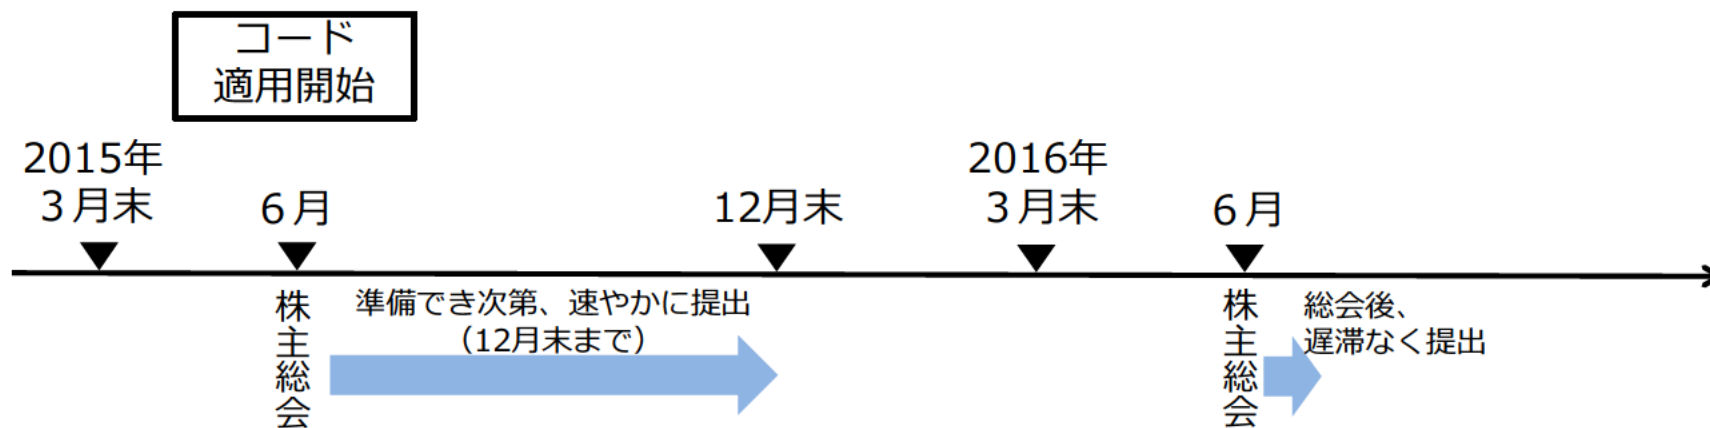 コード
適用開始
2015年
３月末
６月
12月末
2016年
３月末
６月
株主総会
準備でき次第、速やかに提出
（12月末まで）
株主総会
総会後、
遅滞なく提出